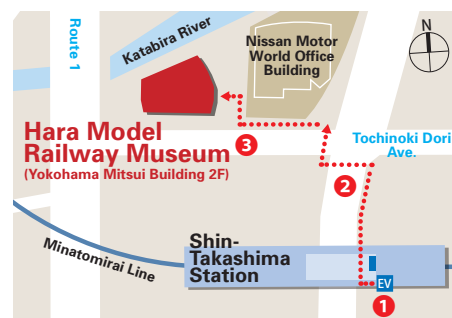 Route 1
Katabira River
Nissan Motor
World Office
Building
N
Hara Model
Railway Museum
(Yokohama Mitsui Building 2F)
3
Tochinoki Dori
Ave.
2
Minatomirai Line
Shin-
Takashima
Station
EV
1